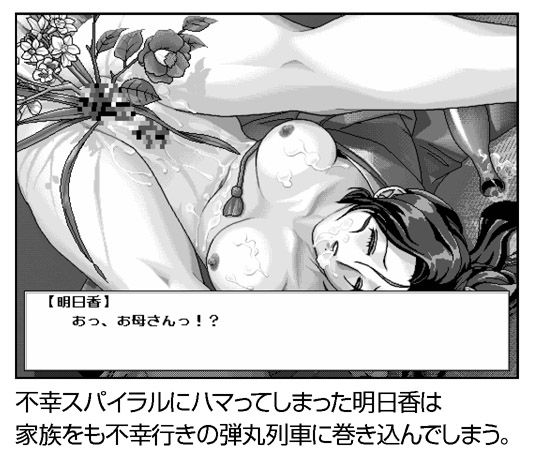 【明日香】
おっ、お母さんっ！？
不幸スパイラルにハマってしまった明日香は
家族をも不幸行きの弾丸列車に巻き込んでしまう。